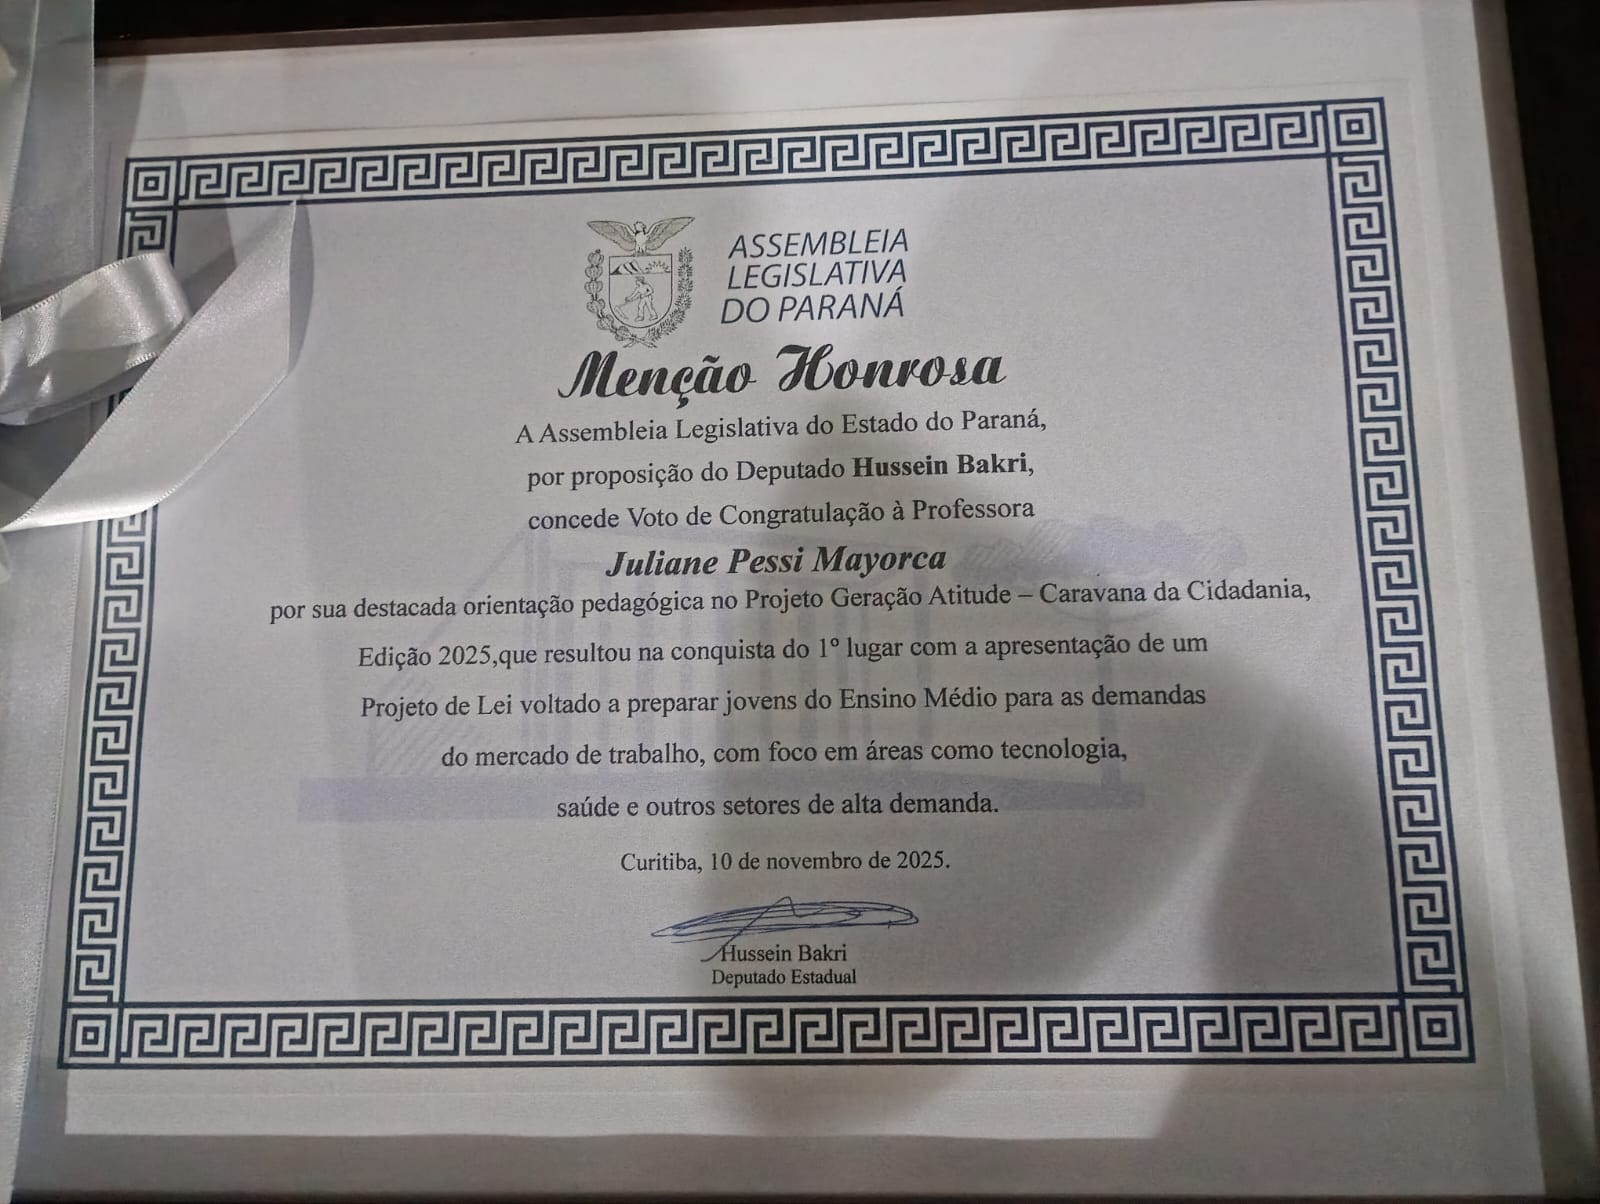 ASSEMBLEIA
LEGISLATIVA
DO PARANÁ
Menção Honrosa
A Assembleia Legislativa do Estado do Paraná,
por proposição do Deputado Hussein Bakri,
concede Voto de Congratulação à Professora
Juliane Pessi Mayorca
por sua destacada orientação pedagógica no Projeto Geração Atitude – Caravana da Cidadania,
Edição 2025,que resultou na conquista do 1º lugar com a apresentação de um
Projeto de Lei voltado a preparar jovens do Ensino Médio para as demandas
do mercado de trabalho, com foco em áreas como tecnologia,
saúde e outros setores de alta demanda.
Curitiba, 10 de novembro de 2025.
Hussein Bakri
Deputado Estadual